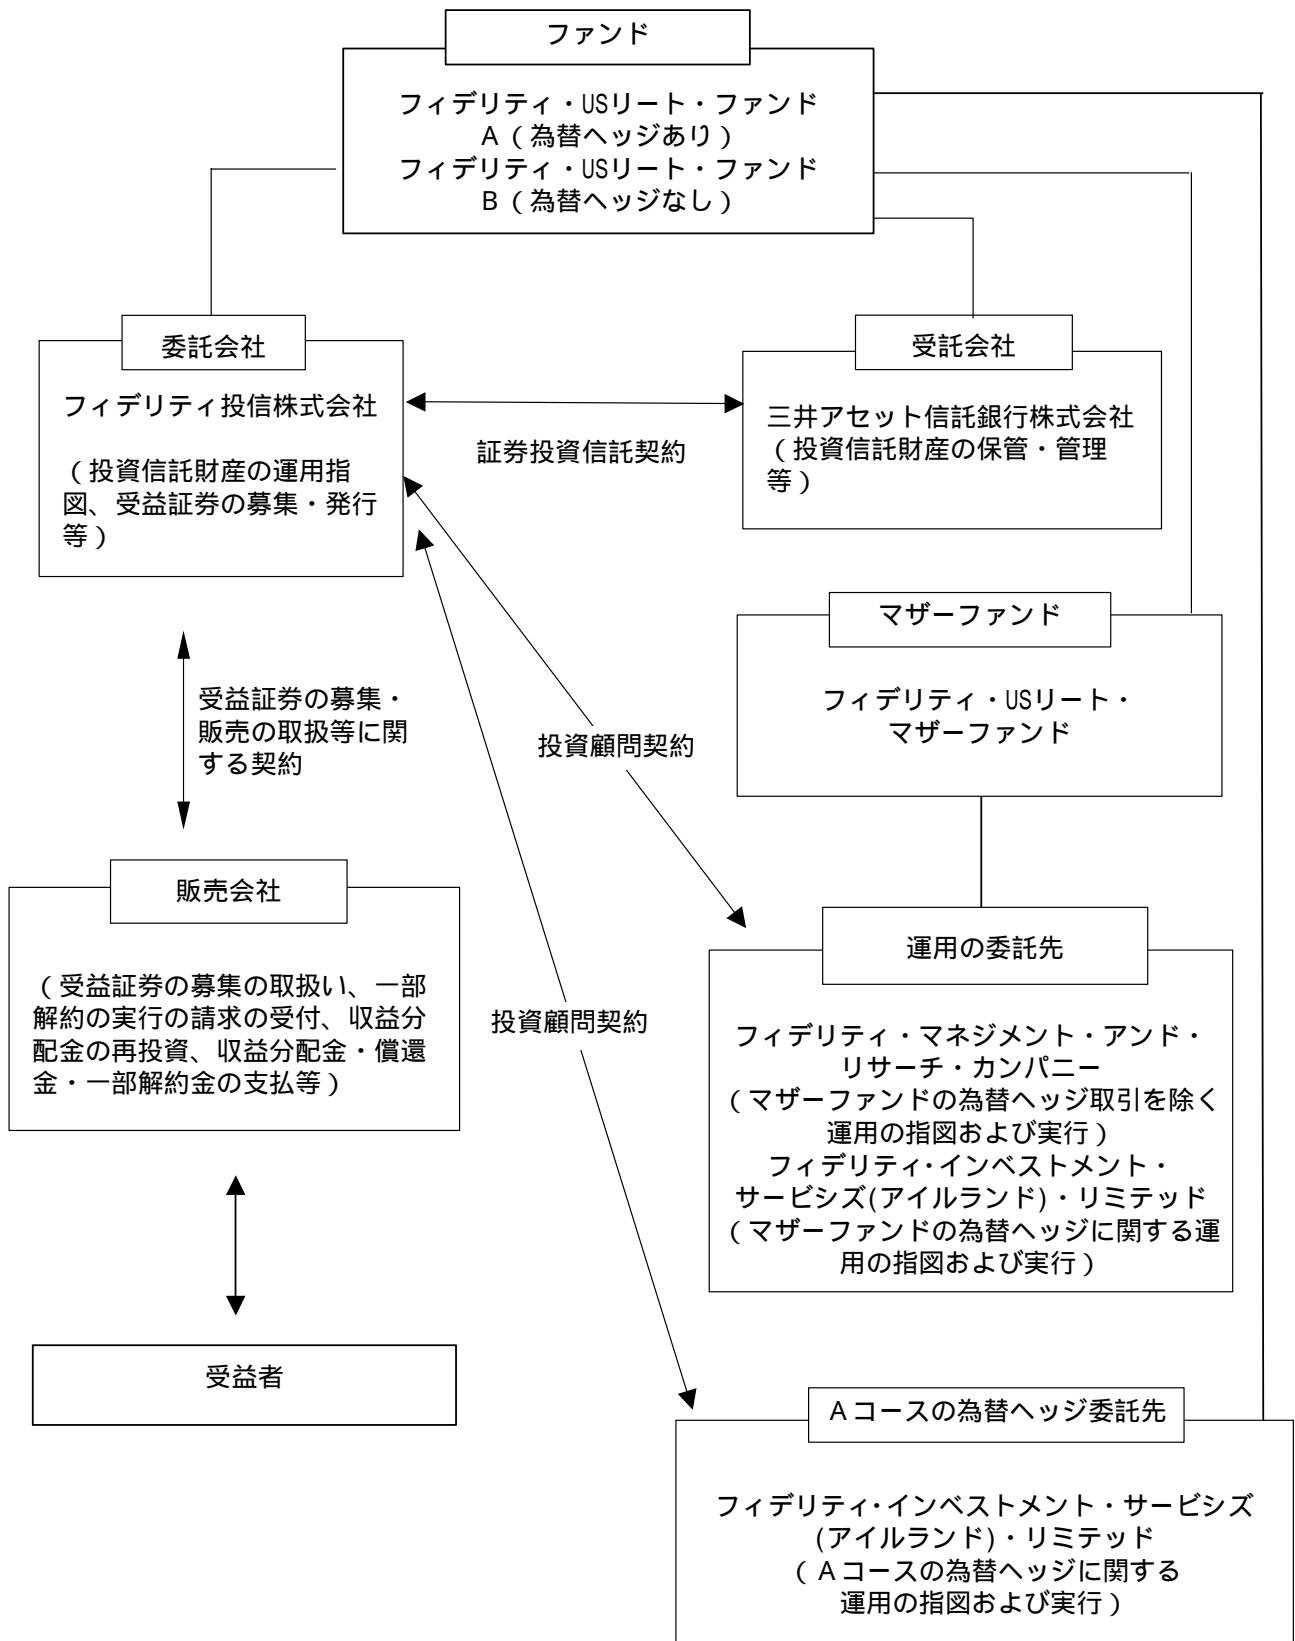 ファンド
フィデリティ・USリート・ファンド
A（為替ヘッジあり）
フィデリティ・USリート・ファンド
B（為替ヘッジなし）
委託会社
フィデリティ投信株式会社
（投資信託財産の運用指
図、受益証券の募集・発行
等）
証券投資信託契約
受託会社
三井アセット信託銀行株式会社
（投資信託財産の保管・管理
等）
マザーファンド
フィデリティ・USリート・
マザーファンド
受益証券の募集・
販売の取扱等に関
する契約
投資顧問契約
販売会社
（受益証券の募集の取扱い、一部
解約の実行の請求の受付、収益分
配金の再投資、収益分配金・償還
金・一部解約金の支払等）
投資顧問契約
運用の委託先
フィデリティ・マネジメント・アンド・
リサーチ・カンパニー
（マザーファンドの為替ヘッジ取引を除く
運用の指図および実行）
フィデリティ・インベストメント・
サービシズ(アイルランド)・リミテッド
（マザーファンドの為替ヘッジに関する運
用の指図および実行）
受益者
Aコースの為替ヘッジ委託先
フィデリティ・インベストメント・サービシズ
(アイルランド)・リミテッド
（Aコースの為替ヘッジに関する
運用の指図および実行）